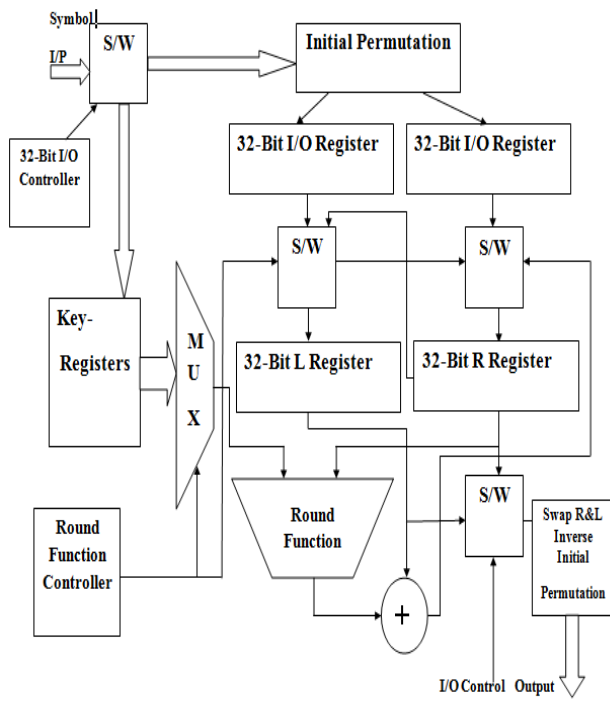 Symbol
I/P
S/W
Initial Permutation
32-Bit I/O
Controller
32-Bit I/O Register
32-Bit I/O Register
S/W
S/W
Key-
Registers
M
U
X
32-Bit L Register
32-Bit R Register
Round
Function
Controller
Round
Function
S/W
Swap R&L
Inverse
Initial
Permutation
+
I/O Control
Output